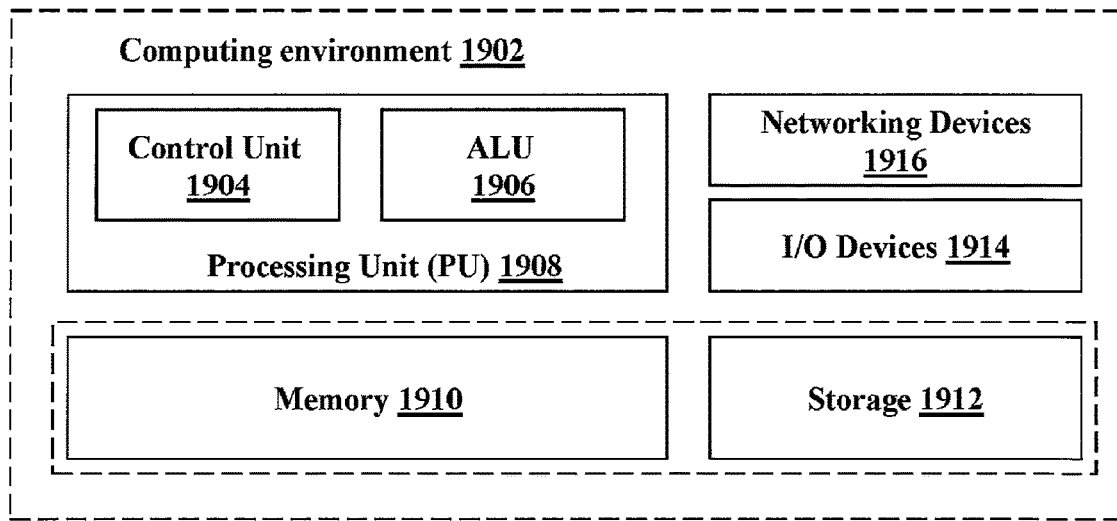 Computing environment 1902
Control Unit
1904
ALU
1906
Processing Unit (PU) 1908
Networking Devices
1916
I/O Devices 1914
Memory 1910
Storage 1912